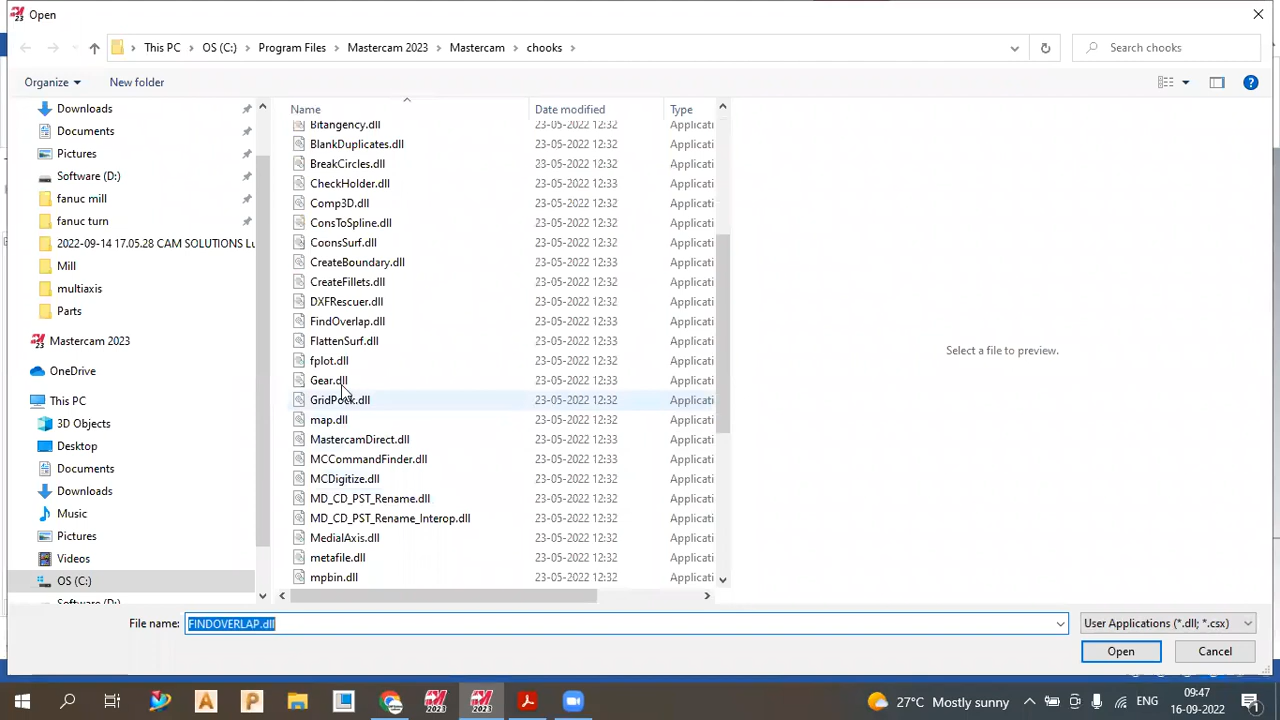 Open
This PC > OS (C:) > Program Files > Mastercam 2023 > Mastercam > chooks >
Search chooks
Organize
New folder
Downloads
Documents
Pictures
Software (D:)
fanuc mill
fanuc turn
2022-09-14 17.05.28 CAM SOLUTIONS Lu
Mill
multiaxis
Parts
Mastercam 2023
OneDrive
This PC
3D Objects
Desktop
Documents
Downloads
Music
Pictures
Videos
OS (C:)
Software (D:)
Name Date modified Type
Bitangency.dll 23-05-2022 12:32 Applicati
BlankDuplicates.dll 23-05-2022 12:32 Applicati
BreakCircles.dll 23-05-2022 12:32 Applicati
CheckHolder.dll 23-05-2022 12:33 Applicati
Comp3D.dll 23-05-2022 12:32 Applicati
ConsToSpline.dll 23-05-2022 12:32 Applicati
CoonsSurf.dll 23-05-2022 12:32 Applicati
CreateBoundary.dll 23-05-2022 12:33 Applicati
CreateFillets.dll 23-05-2022 12:32 Applicati
DXFRescuer.dll 23-05-2022 12:32 Applicati
FindOverlap.dll 23-05-2022 12:33 Applicati
FlattenSurf.dll 23-05-2022 12:33 Applicati
fplot.dll 23-05-2022 12:32 Applicati
Gear.dll 23-05-2022 12:33 Applicati
GridPock.dll 23-05-2022 12:32 Applicati
map.dll 23-05-2022 12:32 Applicati
MastercamDirect.dll 23-05-2022 12:33 Applicati
MCCommandFinder.dll 23-05-2022 12:33 Applicati
MCDigitize.dll 23-05-2022 12:32 Applicati
MD_CD_PST_Rename.dll 23-05-2022 12:32 Applicati
MD_CD_PST_Rename_Interop.dll 23-05-2022 12:32 Applicati
MedialAxis.dll 23-05-2022 12:32 Applicati
metafile.dll 23-05-2022 12:32 Applicati
mpbin.dll 23-05-2022 12:32 Applicati
Select a file to preview.
File name: FINDOVERLAP.dll
User Applications (*.dll; *.csx)
Open
Cancel
27°C Mostly sunny
ENG
09:47
16-09-2022